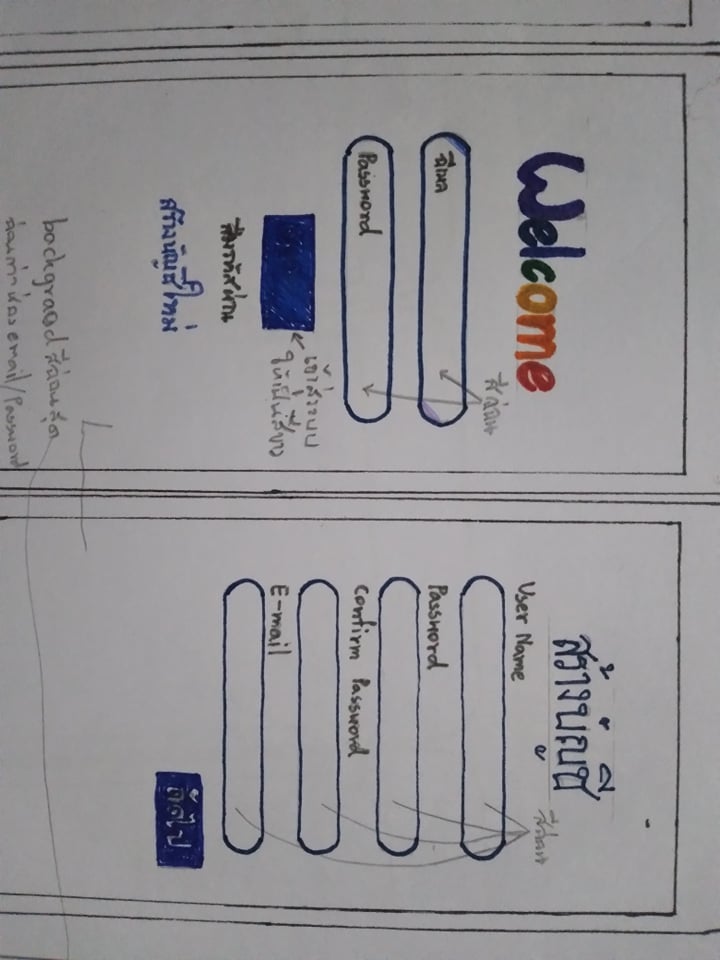 Welcome
สีอ่อน
อีเมล
Password
เข้าสู่ระบบ
ให้เป็นสีขาว
ลืมรหัสผ่าน
สร้างบัญชีใหม่
backgraod สีอ่อนสุด
อ่อนกว่าช่อง email/Password
สร้างบัญชี
สีอ่อน
User Name
Password
Confirm Password
E-mail
ถัดไป